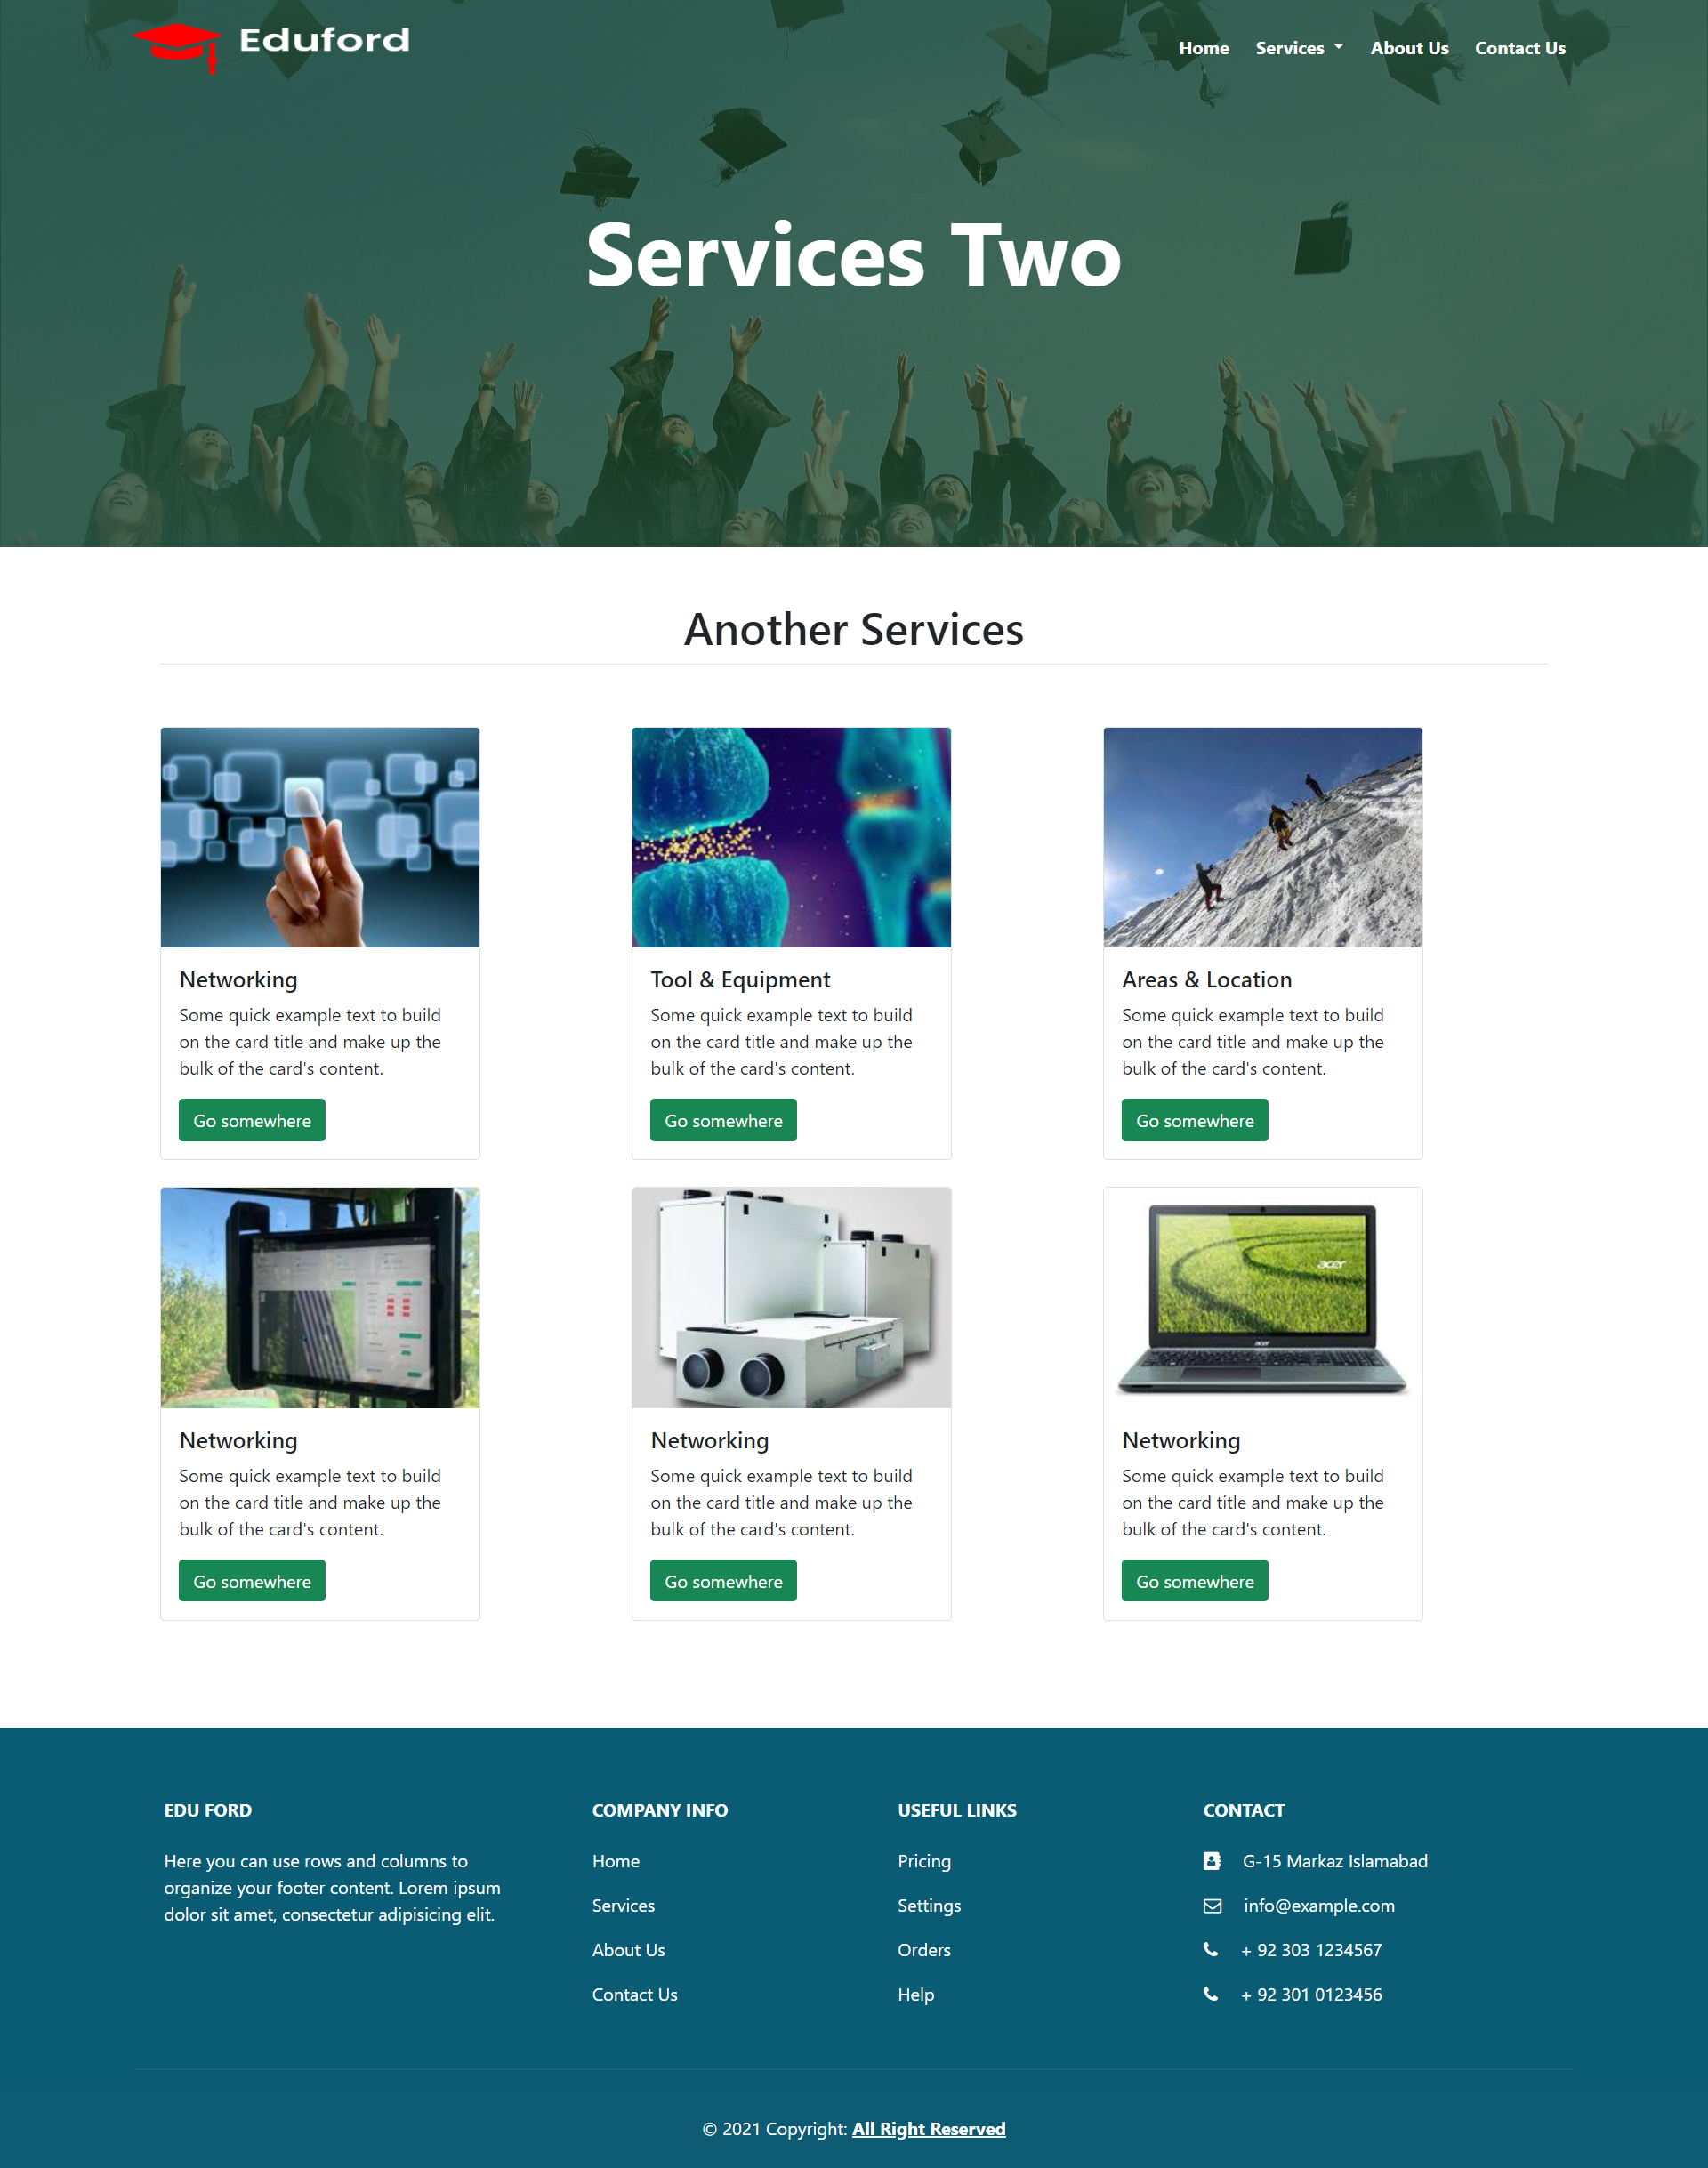 Eduford
Home Services About Us Contact Us
Services Two
Another Services
Networking
Some quick example text to build
on the card title and make up the
bulk of the card's content.
Go somewhere
Tool & Equipment
Some quick example text to build
on the card title and make up the
bulk of the card's content.
Go somewhere
Areas & Location
Some quick example text to build
on the card title and make up the
bulk of the card's content.
Go somewhere
Networking
Some quick example text to build
on the card title and make up the
bulk of the card's content.
Go somewhere
Networking
Some quick example text to build
on the card title and make up the
bulk of the card's content.
Go somewhere
acer
acer
Networking
Some quick example text to build
on the card title and make up the
bulk of the card's content.
Go somewhere
EDU FORD
Here you can use rows and columns to
organize your footer content. Lorem ipsum
dolor sit amet, consectetur adipisicing elit.
COMPANY INFO
Home
Services
About Us
Contact Us
USEFUL LINKS
Pricing
Settings
Orders
Help
CONTACT
G-15 Markaz Islamabad
info@example.com
+ 92 303 1234567
+ 92 301 0123456
© 2021 Copyright: All Right Reserved